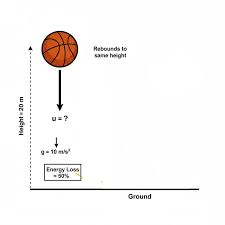 Rebounds to
same height
Height = 20 m
u = ?
g = 10 m/s²
Energy Loss
= 50%
Ground